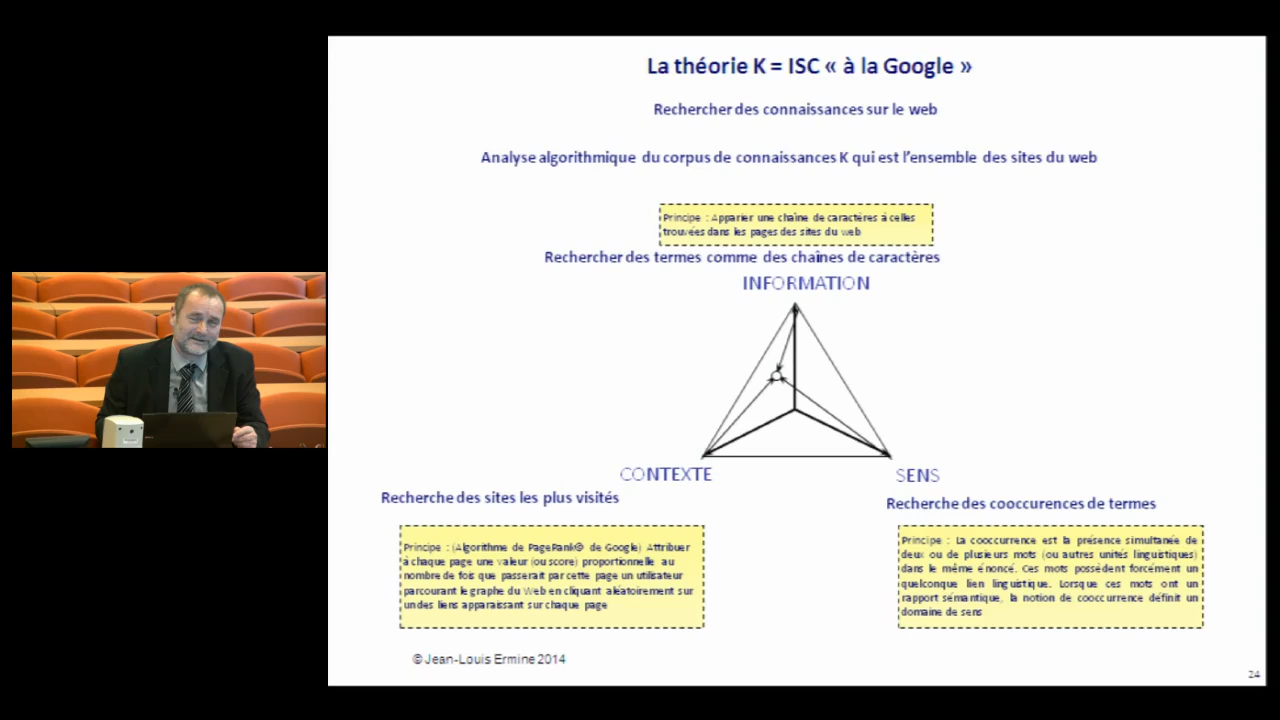 La théorie K = ISC « à la Google »
Rechercher des connaissances sur le web
Analyse algorithmique du corpus de connaissances K qui est l'ensemble des sites du web
Principe : Apparier une chaîne de caractères à celles
trouvées dans les pages des sites du web
Rechercher des termes comme des chaînes de caractères
INFORMATION
CONTEXTE
Recherche des sites les plus visités
Principe : (Algorithme de PageRank® de Google) Attribuer
à chaque page une valeur (ou score) proportionnelle au
nombre de fois que passerait par cette page un utilisateur
parcourant le graphe du Web en cliquant aléatoirement sur
un des liens apparaissant sur chaque page
SENS
Recherche des cooccurences de termes
Principe : La cooccurrence est la présence simultanée de
deux ou de plusieurs mots (ou autres unités linguistiques)
dans le même énoncé. Ces mots possèdent forcément un
quelconque lien linguistique. Lorsque ces mots ont un
rapport sémantique, la notion de cooccurrence définit un
domaine de sens
© Jean-Louis Ermine 2014
24